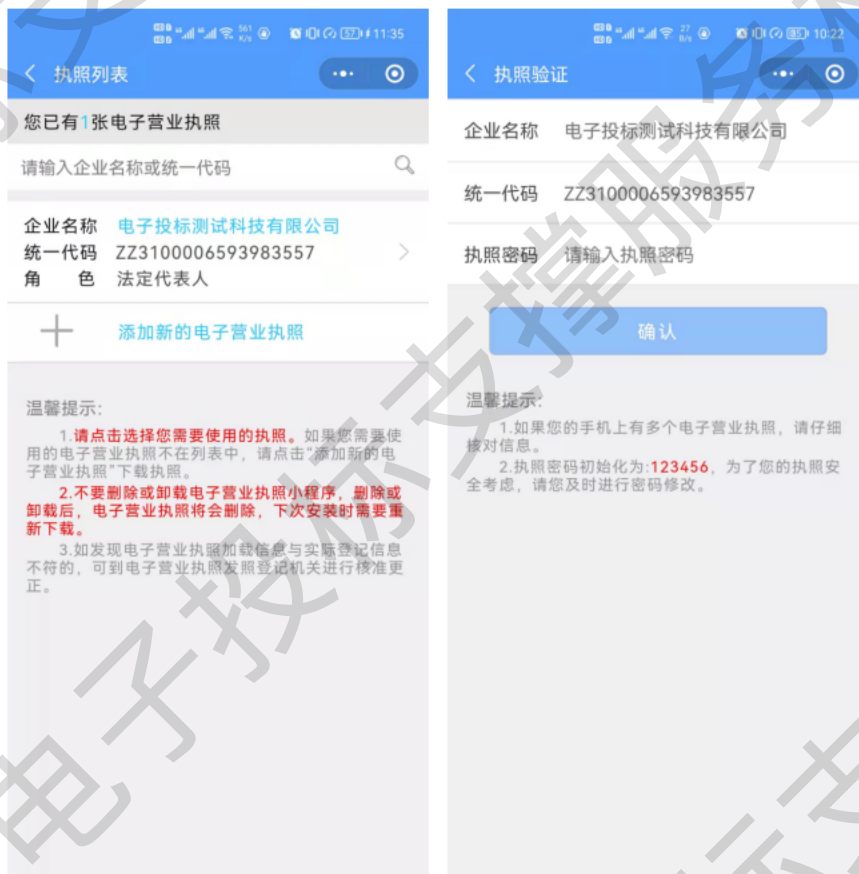 561 K/s 57 11:35
执照列表
您已有1张电子营业执照
请输入企业名称或统一代码
企业名称 电子投标测试科技有限公司
统一代码 ZZ3100006593983557
角 色 法定代表人
添加新的电子营业执照
温馨提示:
1.请点击选择您需要使用的执照。如果您需要使
用的电子营业执照不在列表中，请点击“添加新的电
子营业执照”下载执照。
2.不要删除或卸载电子营业执照小程序，删除或
卸载后，电子营业执照将会删除，下次安装时需要重
新下载。
3.如发现电子营业执照加载信息与实际登记信息
不符的，可到电子营业执照发照登记机关进行核准更
正。
27 B/s 85 10:22
执照验证
企业名称 电子投标测试科技有限公司
统一代码 ZZ3100006593983557
执照密码 请输入执照密码
确认
温馨提示:
1.如果您的手机上有多个电子营业执照，请仔细
核对信息。
2.执照密码初始化为:123456，为了您的执照安
全考虑，请您及时进行密码修改。
电子投标支撑服务